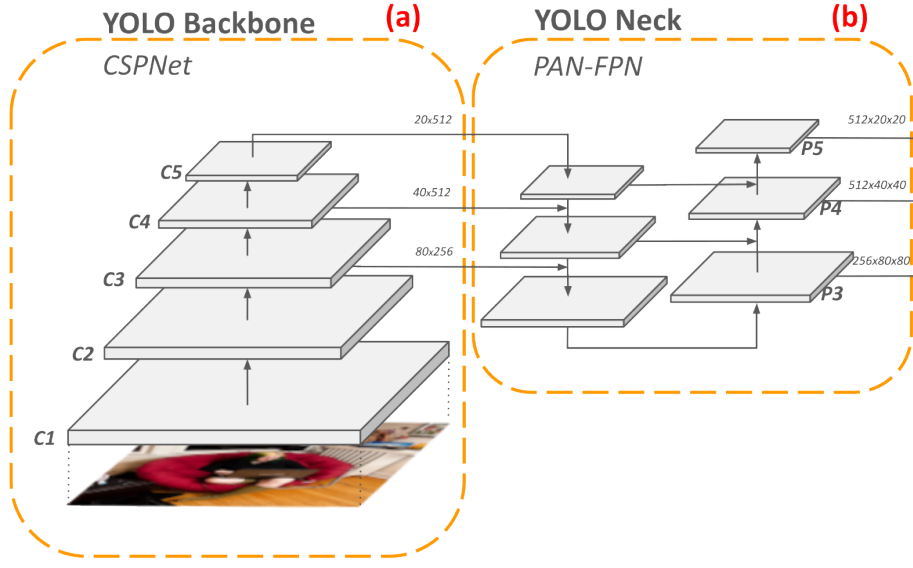 YOLO Backbone
(a)
YOLO Neck
(b)
CSPNet
PAN-FPN
20x512
512x20x20
C5
P5
C4
40x512
512x40x40
P4
C3
80x256
256x80x80
P3
C2
C1